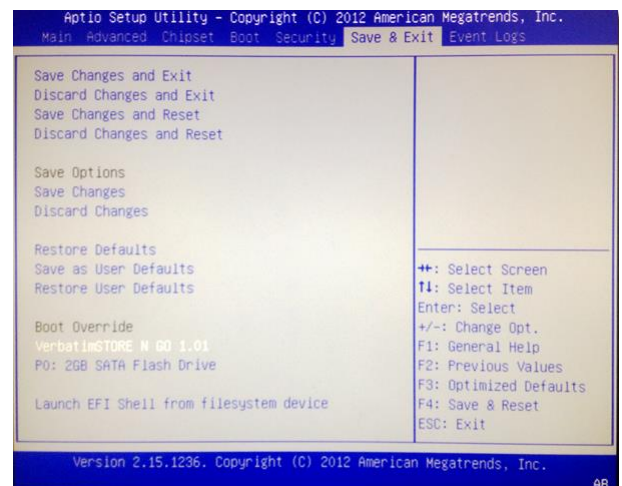 Aptio Setup Utility - Copyright (C) 2012 American Megatrends, Inc.
Main Advanced Chipset Boot Security Save & Exit Event Logs
Save Changes and Exit
Discard Changes and Exit
Save Changes and Reset
Discard Changes and Reset
Save Options
Save Changes
Discard Changes
Restore Defaults
Save as User Defaults
Restore User Defaults
Boot Override
VerbatimSTORE N GO 1.01
P0: 2GB SATA Flash Drive
Launch EFI Shell from filesystem device
→←: Select Screen
↑↓: Select Item
Enter: Select
+/-: Change Opt.
F1: General Help
F2: Previous Values
F3: Optimized Defaults
F4: Save & Reset
ESC: Exit
Version 2.15.1236. Copyright (C) 2012 American Megatrends, Inc.
AB